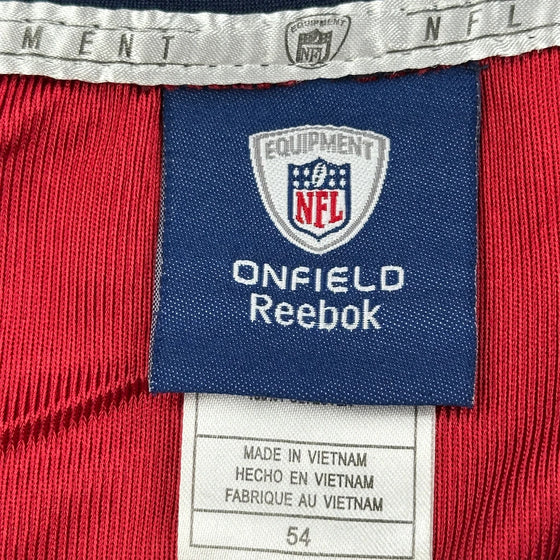 MENT EQUIPMENT NFL NFL
EQUIPMENT
NFL
ONFIELD
Reebok
MADE IN VIETNAM
HECHO EN VIETNAM
FABRIQUE AU VIETNAM
54